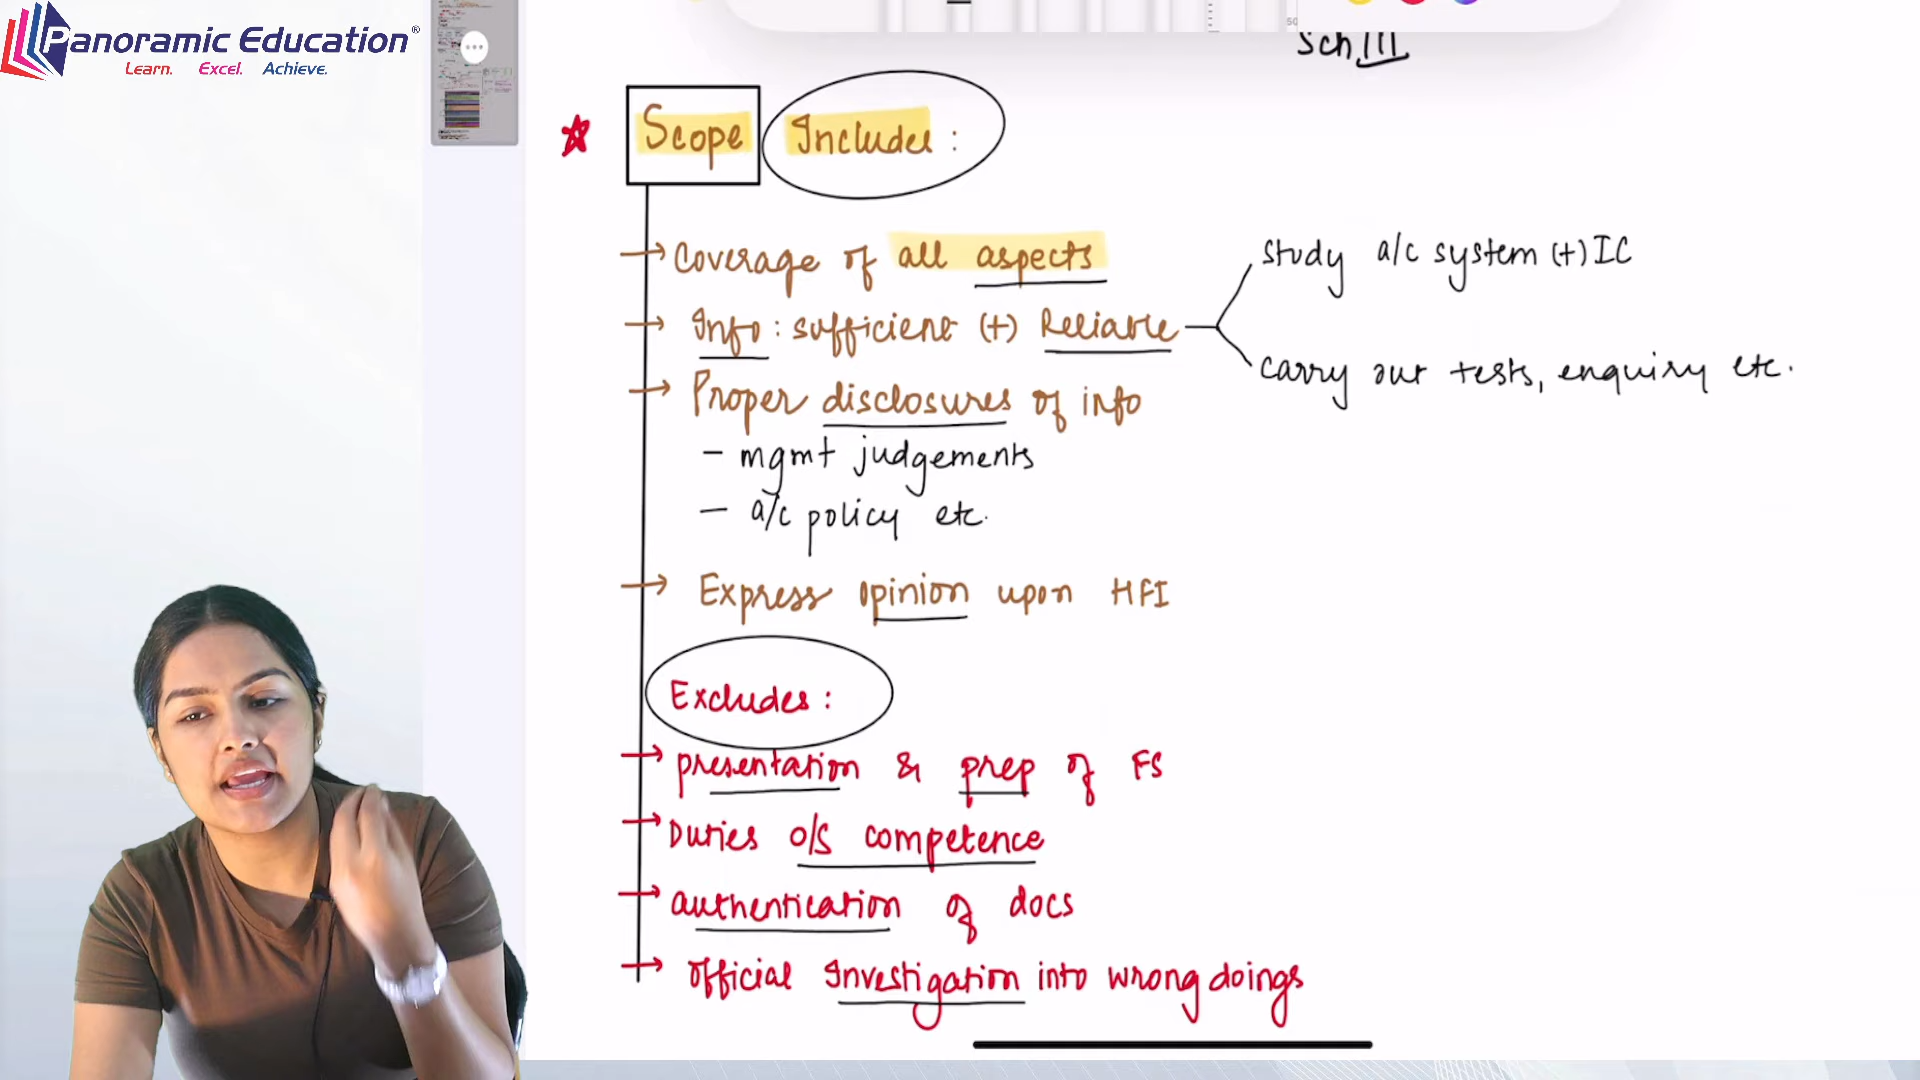 Panoramic Education®
Learn. Excel. Achieve.
Sch III
Scope Includes :
Coverage of all aspects
Info : sufficient (+) Reliable
study a/c system (+) IC
carry out tests, enquiry etc.
Proper disclosures of info
- mgmt judgements
- a/c policy etc.
Express opinion upon HFI
Excludes :
presentation & prep of FS
Duties o/s competence
authentication of docs
official Investigation into wrong doings